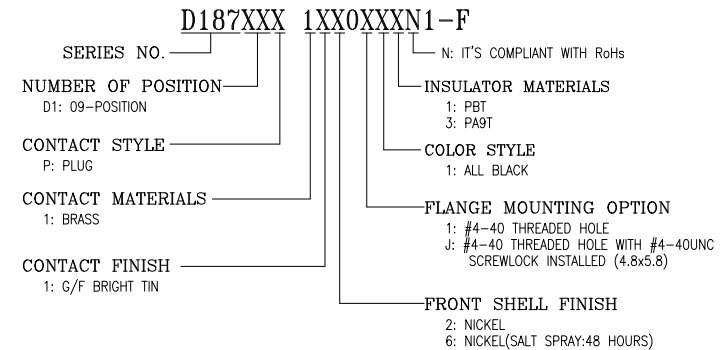 D187XXX 1XX0XXXN1-F
SERIES NO.
N: IT'S COMPLIANT WITH RoHs
NUMBER OF POSITION
D1: 09-POSITION
INSULATOR MATERIALS
1: PBT
3: PA9T
CONTACT STYLE
P: PLUG
COLOR STYLE
1: ALL BLACK
CONTACT MATERIALS
1: BRASS
FLANGE MOUNTING OPTION
1: #4-40 THREADED HOLE
J: #4-40 THREADED HOLE WITH #4-40UNC
SCREWLOCK INSTALLED (4.8x5.8)
CONTACT FINISH
1: G/F BRIGHT TIN
FRONT SHELL FINISH
2: NICKEL
6: NICKEL(SALT SPRAY:48 HOURS)